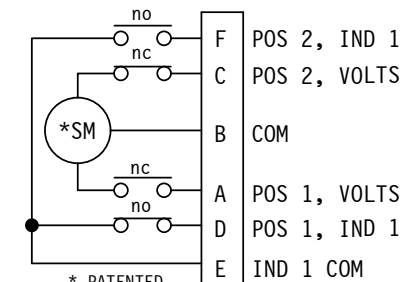 no
F POS 2, IND 1
nc
C POS 2, VOLTS
*SM
B COM
nc
A POS 1, VOLTS
no
D POS 1, IND 1
E IND 1 COM
* PATENTED